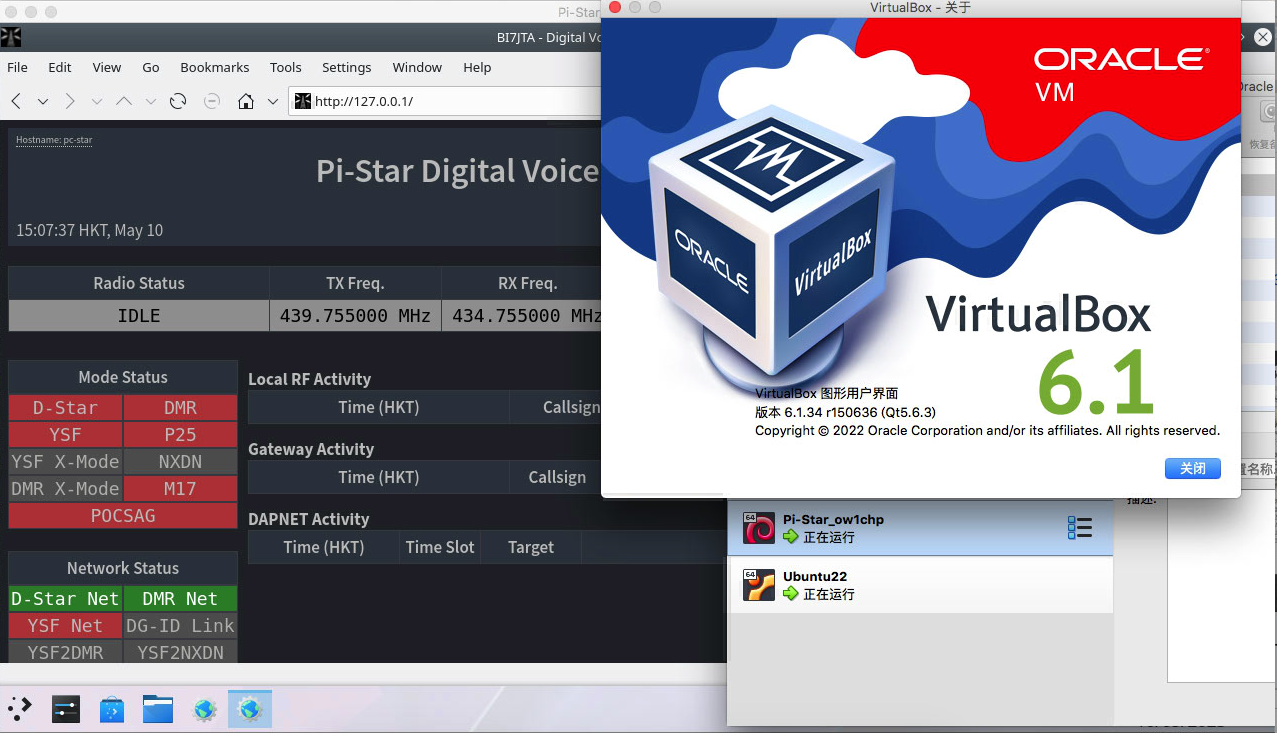 Pi-Star
VirtualBox - 关于
BI7JTA - Digital Vo
File Edit View Go Bookmarks Tools Settings Window Help
http://127.0.0.1/
Hostname: pc-star
Pi-Star Digital Voice
15:07:37 HKT, May 10
Radio Status TX Freq. RX Freq.
IDLE 439.755000 MHz 434.755000 MHz
Mode Status
D-Star DMR
YSF P25
YSF X-Mode NXDN
DMR X-Mode M17
POCSAG
Network Status
D-Star Net DMR Net
YSF Net DG-ID Link
YSF2DMR YSF2NXDN
Local RF Activity
Time (HKT) Callsign
Gateway Activity
Time (HKT) Callsign
DAPNET Activity
Time (HKT) Time Slot Target
ORACLE®
VM
ORACLE
VirtualBox
VirtualBox
6.1
VirtualBox 图形用户界面
版本 6.1.34 r150636 (Qt5.6.3)
Copyright © 2022 Oracle Corporation and/or its affiliates. All rights reserved.
关闭
Oracle
恢复备
置名称
描述:
64
Pi-Star_ow1chp
正在运行
64
Ubuntu22
正在运行